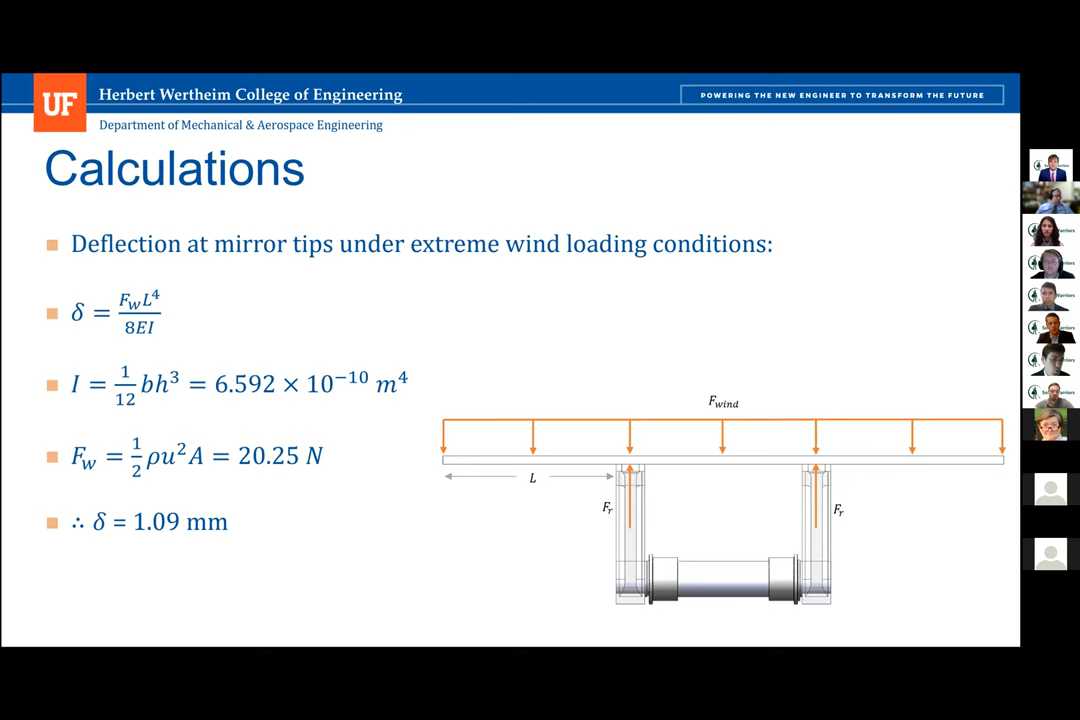 UF
Herbert Wertheim College of Engineering
POWERING THE NEW ENGINEER TO TRANSFORM THE FUTURE
Department of Mechanical & Aerospace Engineering
Calculations
■ Deflection at mirror tips under extreme wind loading conditions:
■ δ = F_wL⁴/8EI
■ I = 1/12 bh³ = 6.592 × 10⁻¹⁰ m⁴
■ F_w = 1/2 ρu²A = 20.25 N
■ ∴ δ = 1.09 mm
F_wind
L
F_r
F_r